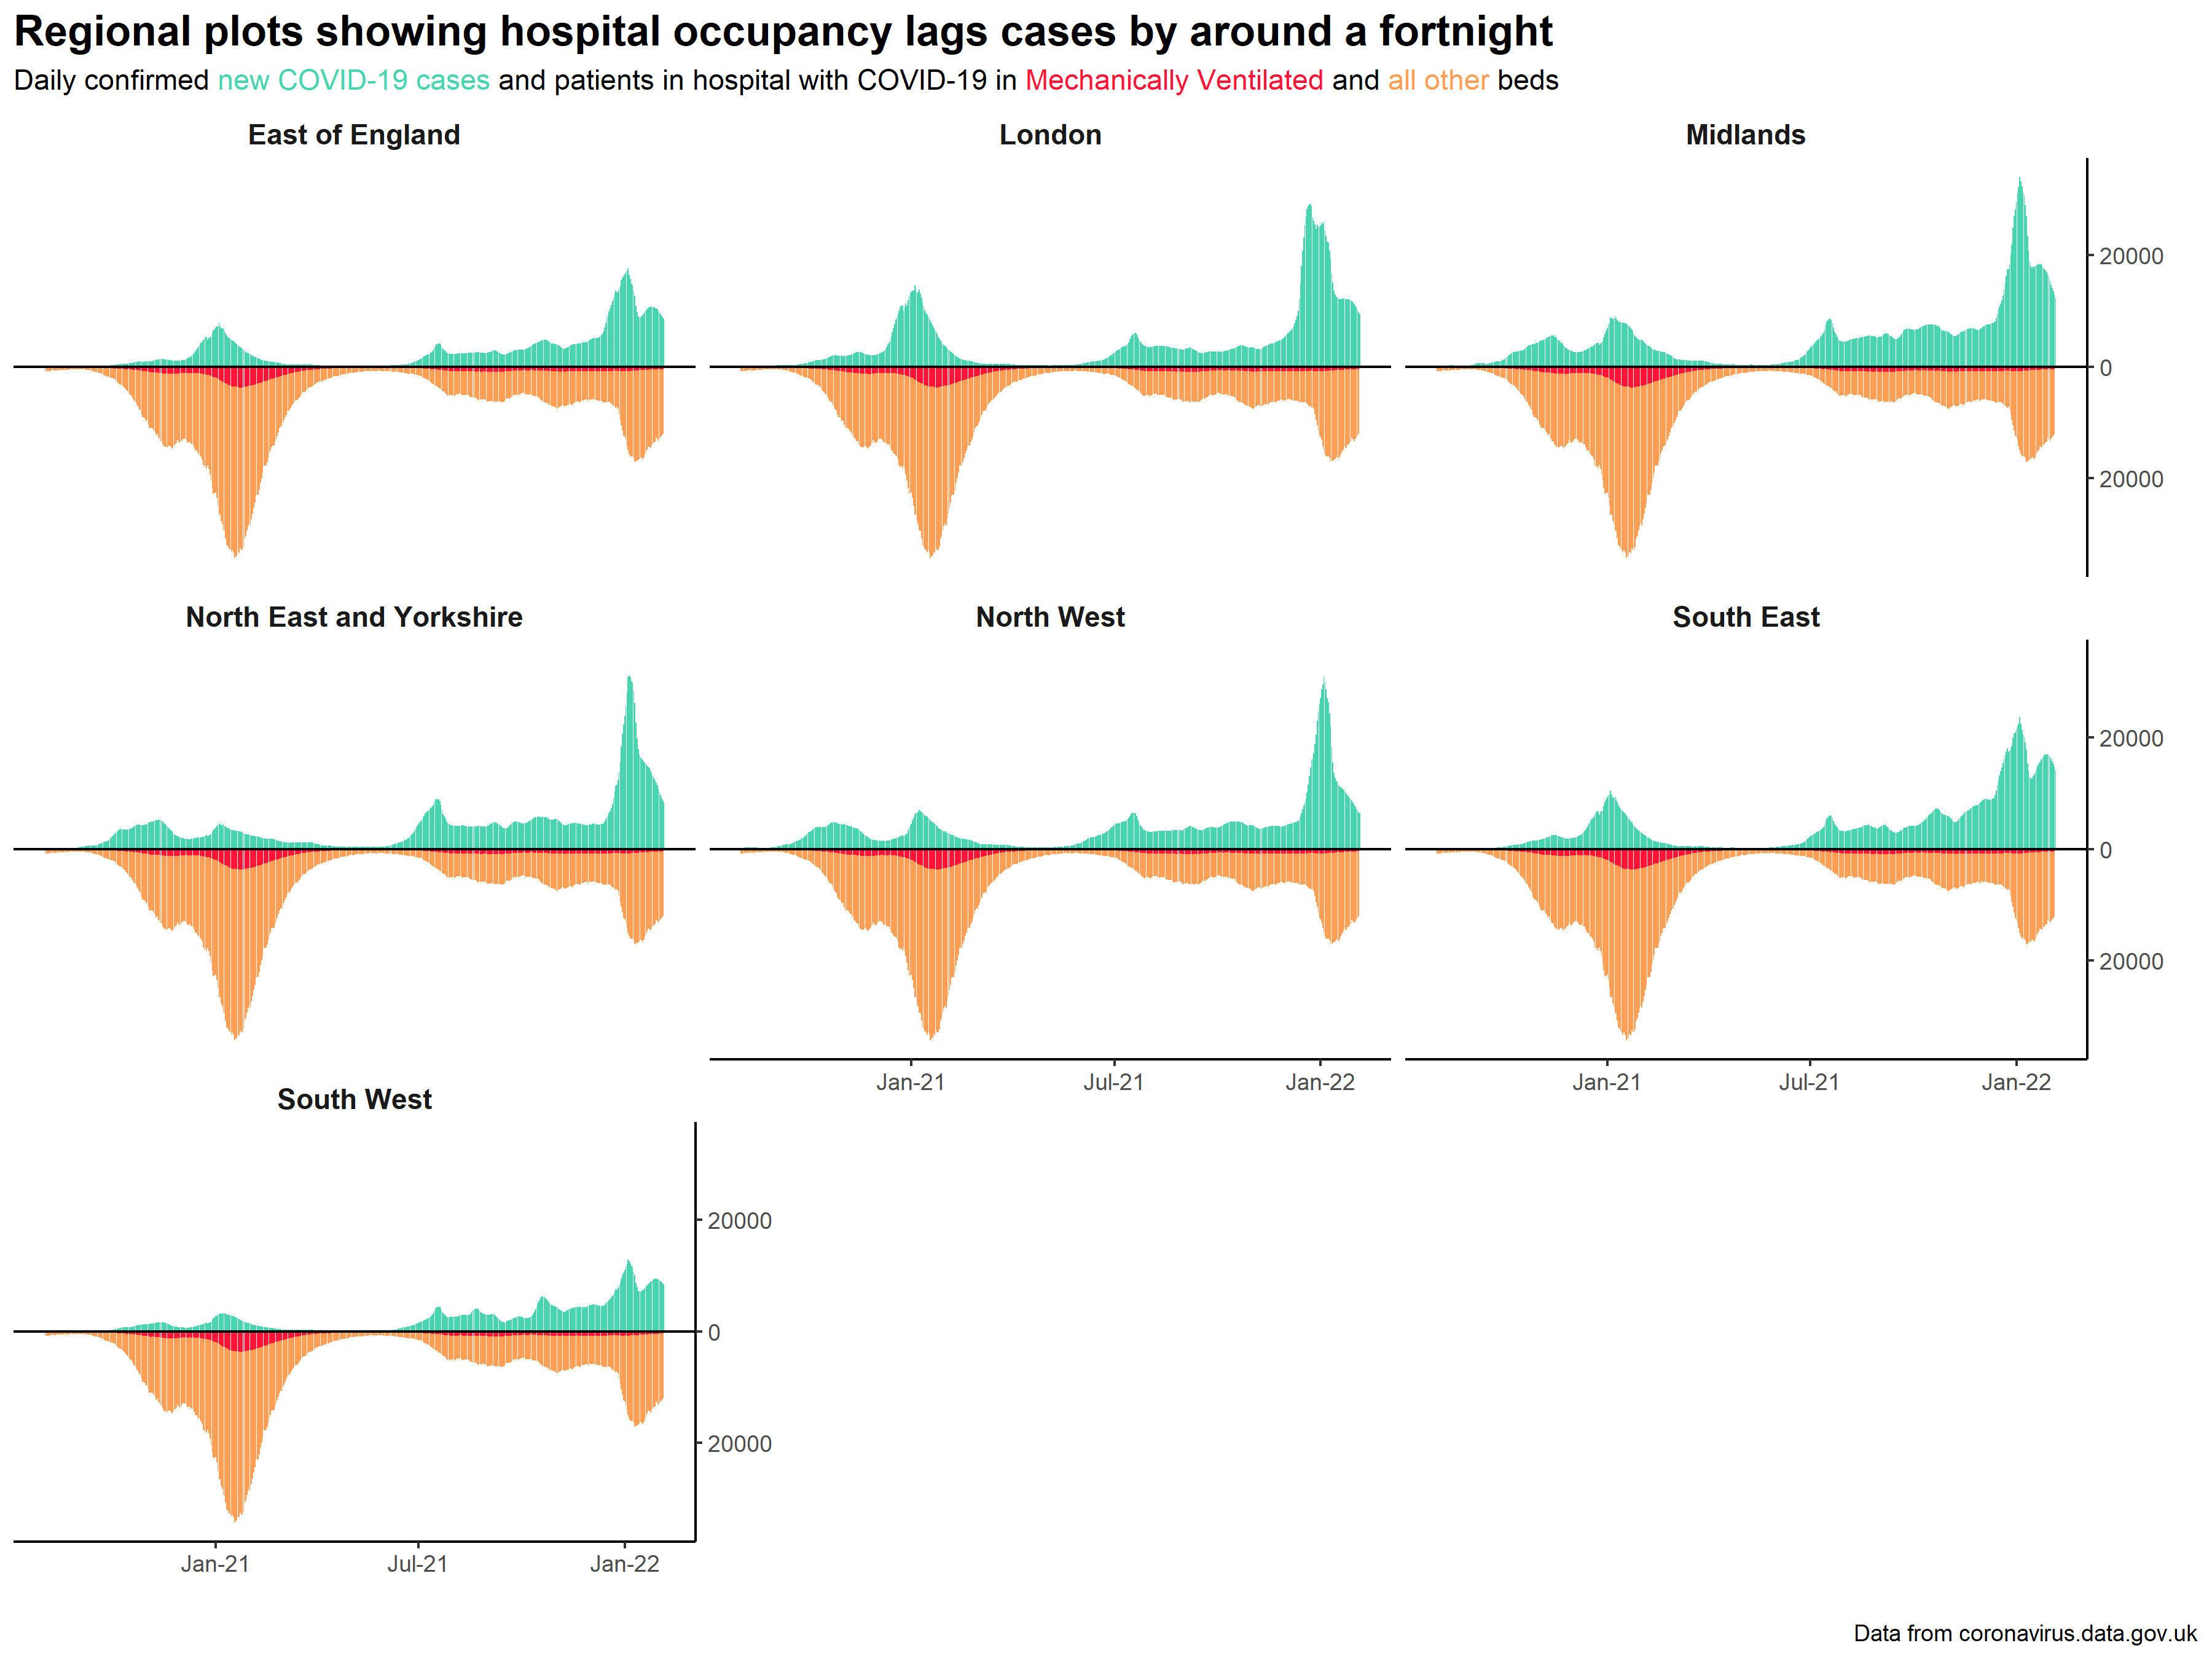 Regional plots showing hospital occupancy lags cases by around a fortnight
Daily confirmed new COVID-19 cases and patients in hospital with COVID-19 in Mechanically Ventilated and all other beds
East of England
London
Midlands
20000
0
20000
North East and Yorkshire
North West
South East
20000
0
20000
Jan-21
Jul-21
Jan-22
Jan-21
Jul-21
Jan-22
South West
20000
0
20000
Jan-21
Jul-21
Jan-22
Data from coronavirus.data.gov.uk